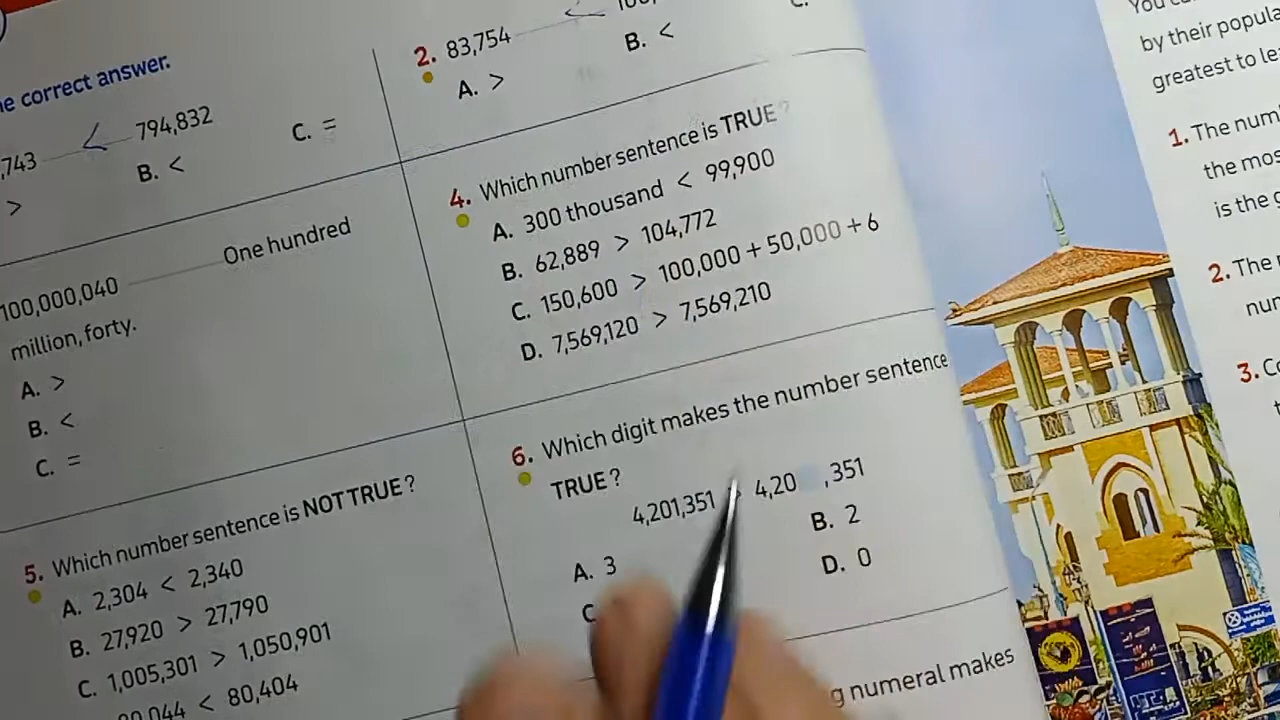 e correct answer.
,743 < 794,832
>
B. <
C. =
2. 83,754 <
A. >
B. <
C.
100,000,040 One hundred
million, forty.
A. >
B. <
C. =
4. Which number sentence is TRUE?
A. 300 thousand < 99,900
B. 62,889 > 104,772
C. 150,600 > 100,000 + 50,000 + 6
D. 7,569,120 > 7,569,210
5. Which number sentence is NOT TRUE?
A. 2,304 < 2,340
B. 27,920 > 27,790
C. 1,005,301 > 1,050,901
80,044 < 80,404
6. Which digit makes the number sentence
TRUE?
4,201,351 4,20 ,351
A. 3
B. 2
C
D. 0
g numeral makes
You
by their popula
greatest to le
1. The num
the mos
is the g
2. The
nu
3. C